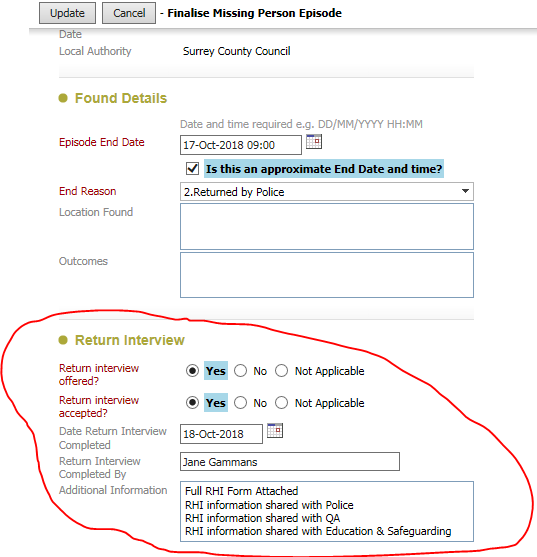 Update Cancel - Finalise Missing Person Episode
Date
Local Authority Surrey County Council
Found Details
Date and time required e.g. DD/MM/YYYY HH:MM
Episode End Date 17-Oct-2018 09:00
Is this an approximate End Date and time?
End Reason 2.Returned by Police
Location Found
Outcomes
Return Interview
Return interview
offered? Yes No Not Applicable
Return interview
accepted? Yes No Not Applicable
Date Return Interview
Completed 18-Oct-2018
Return Interview
Completed By Jane Gammans
Additional Information Full RHI Form Attached
RHI information shared with Police
RHI information shared with QA
RHI information shared with Education & Safeguarding